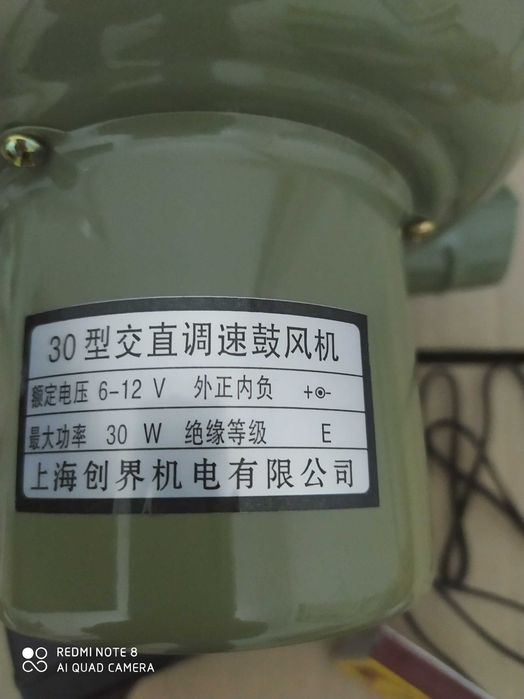 30型交直调速鼓风机
额定电压 6-12 V 外正内负 +-
最大功率 30 W 绝缘等级 E
上海创界机电有限公司
REDMI NOTE 8
AI QUAD CAMERA